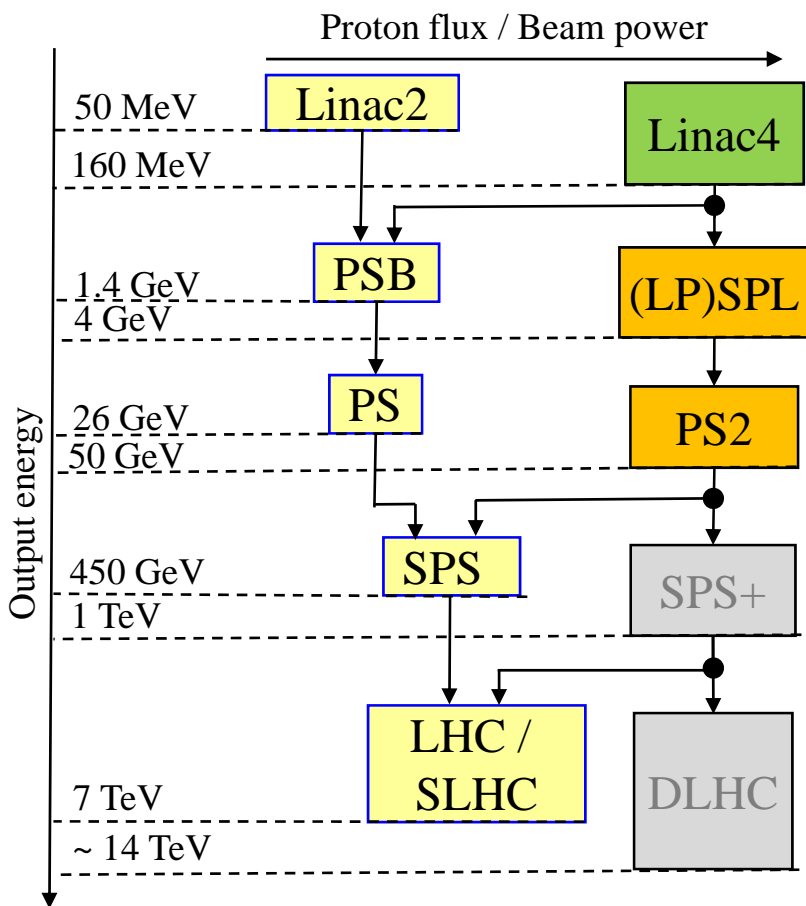 Proton flux / Beam power
50 MeV
Linac2
Linac4
160 MeV
PSB
(LP)SPL
1.4 GeV
4 GeV
PS
PS2
26 GeV
50 GeV
Output energy
SPS
SPS+
450 GeV
1 TeV
LHC /
SLHC
DLHC
7 TeV
~ 14 TeV